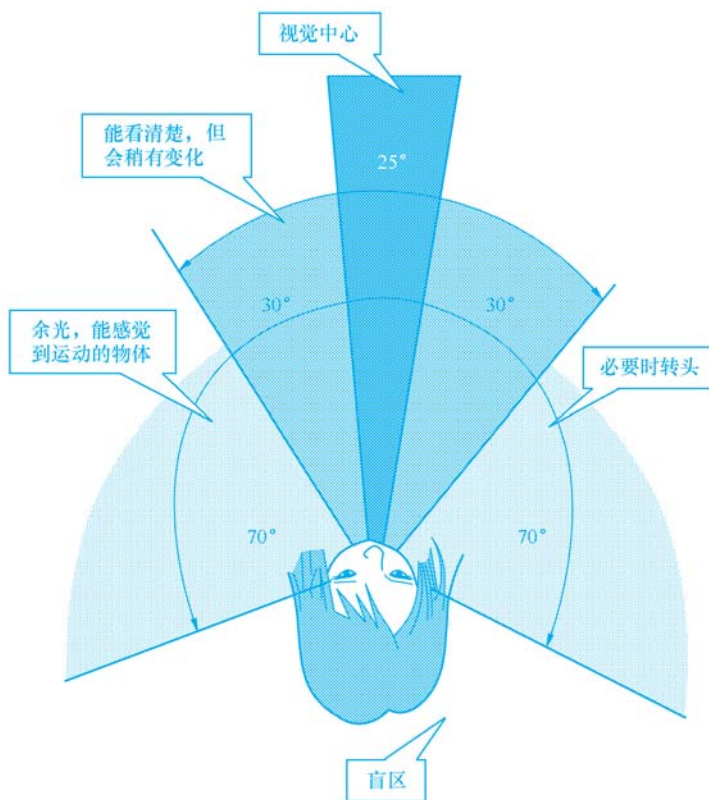 视觉中心
能看清楚，但
会稍有变化
25°
30°
30°
余光，能感觉
到运动的物体
必要时转头
70°
70°
盲区